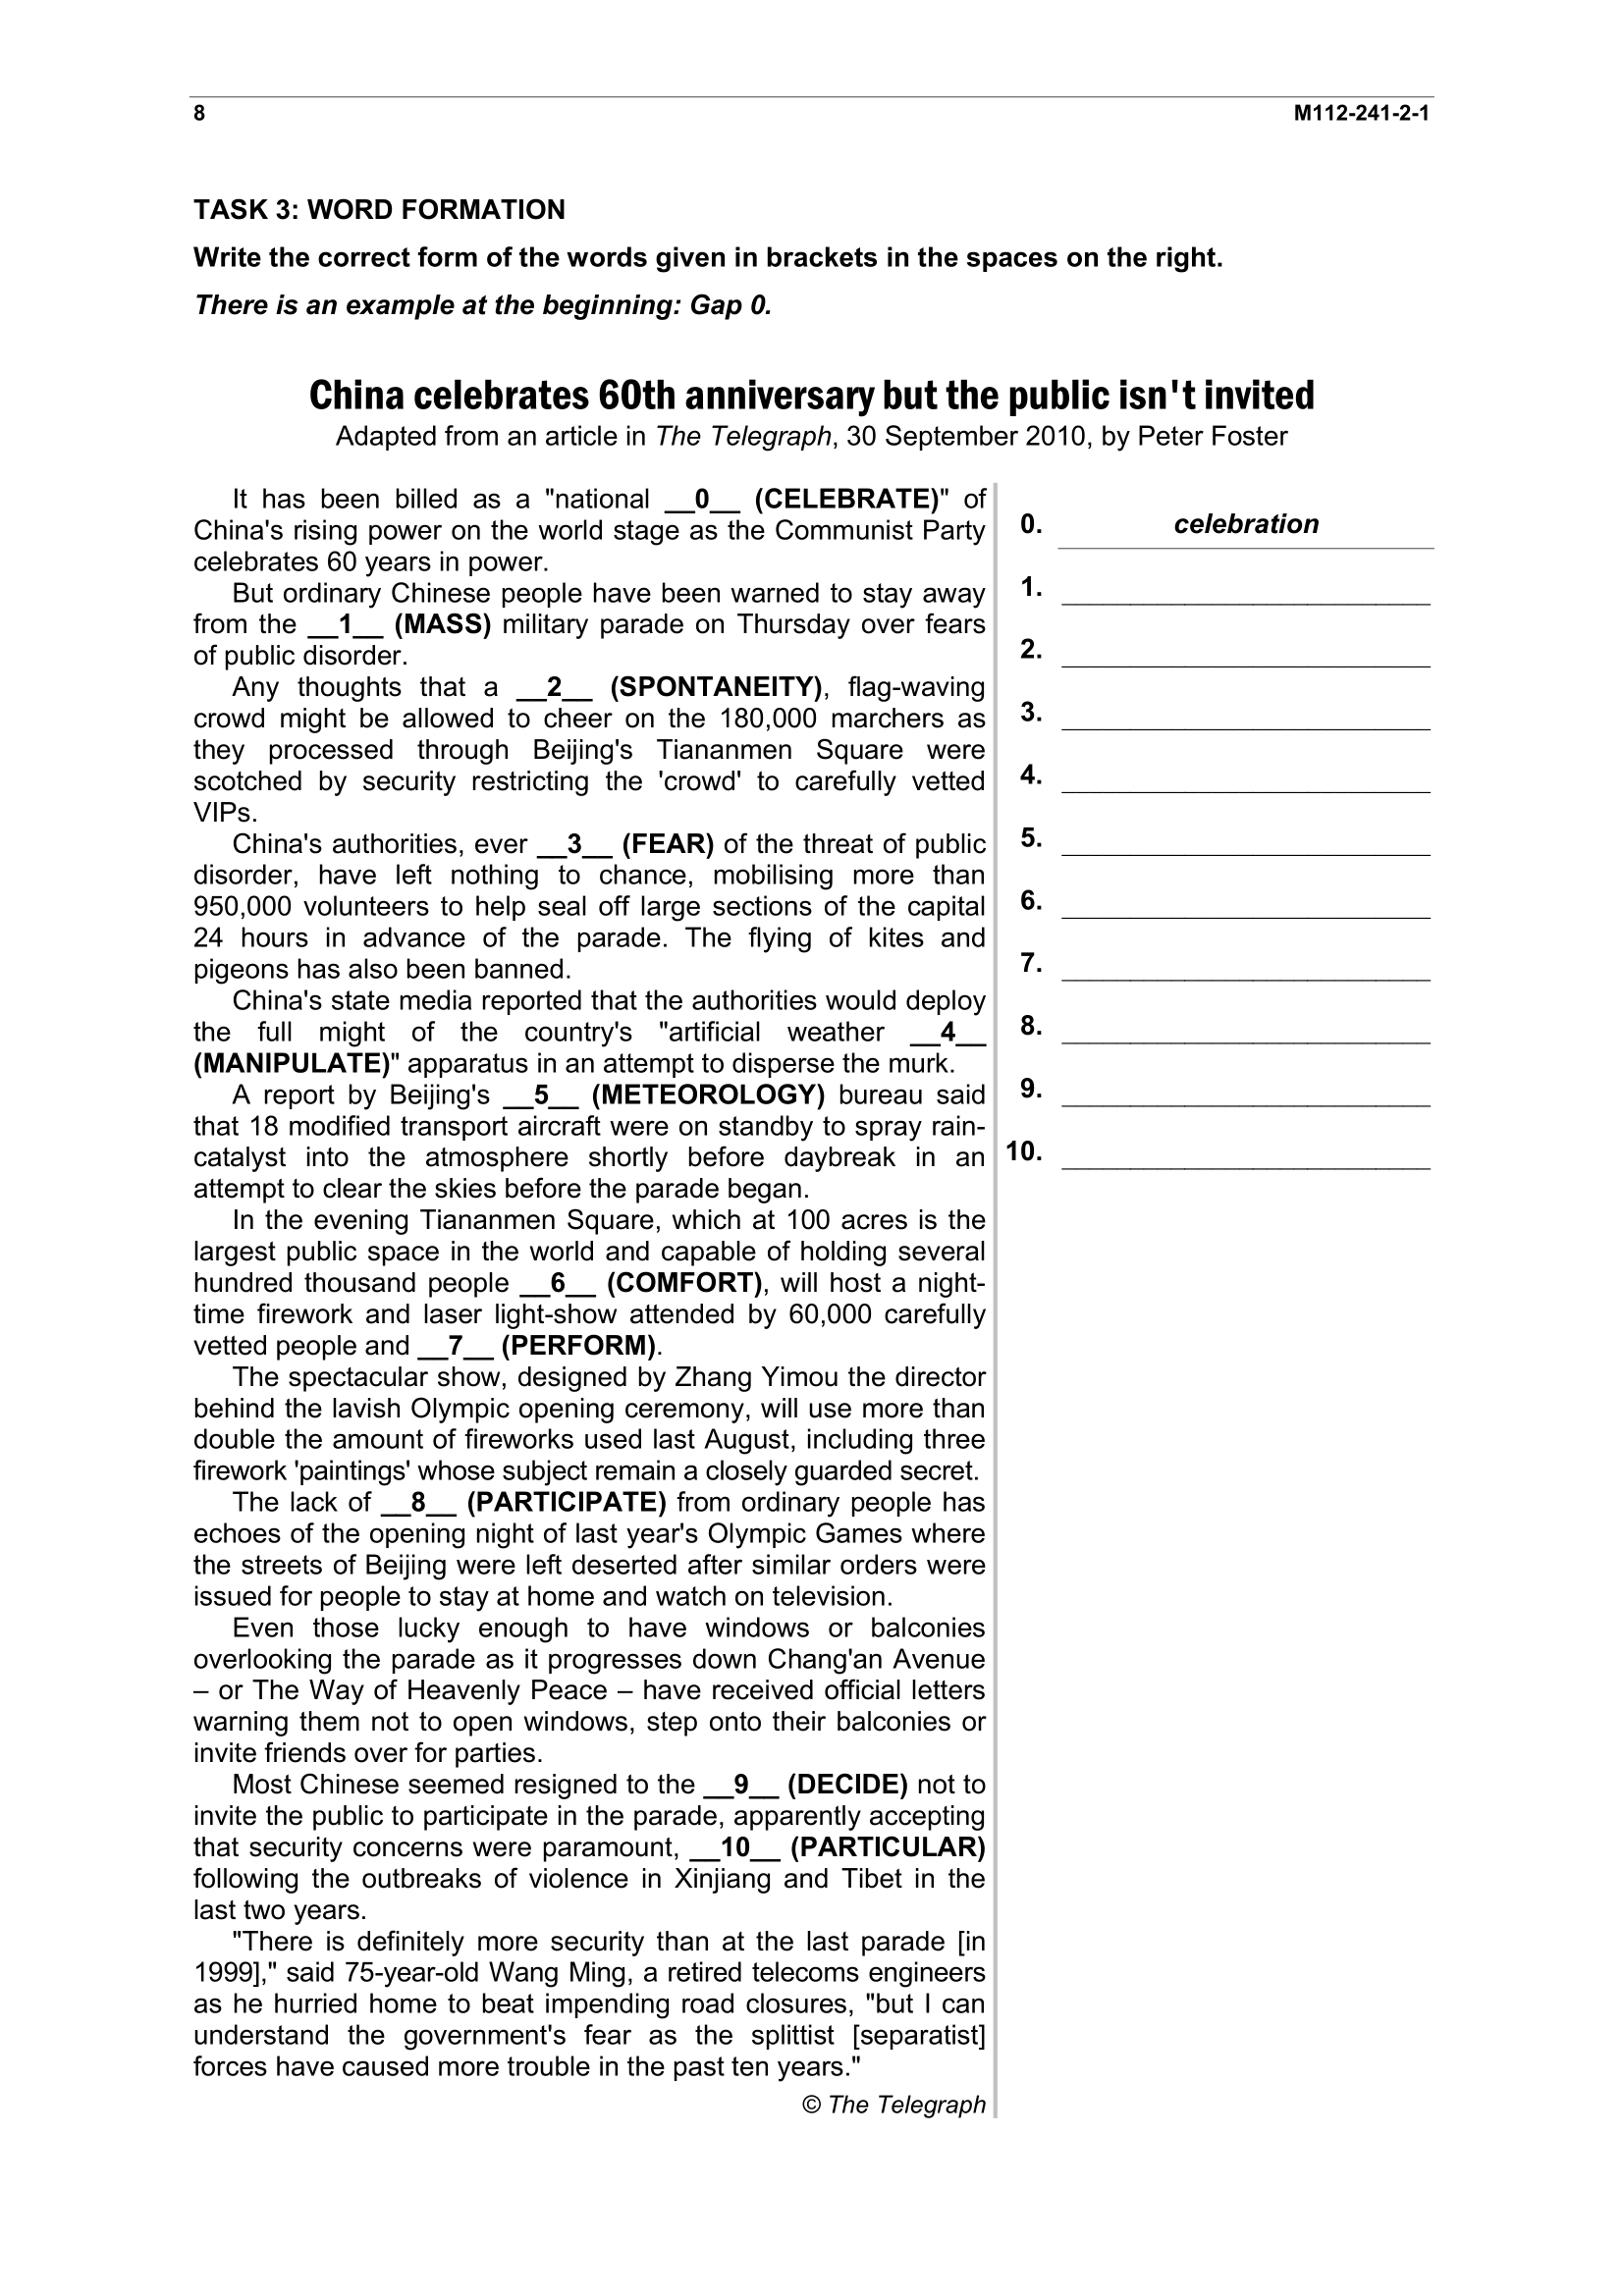 8 M112-241-2-1
TASK 3: WORD FORMATION
Write the correct form of the words given in brackets in the spaces on the right.
There is an example at the beginning: Gap 0.
China celebrates 60th anniversary but the public isn't invited
Adapted from an article in The Telegraph, 30 September 2010, by Peter Foster
It has been billed as a "national __0__ (CELEBRATE)" of
China's rising power on the world stage as the Communist Party
celebrates 60 years in power.
But ordinary Chinese people have been warned to stay away
from the __1__ (MASS) military parade on Thursday over fears
of public disorder.
Any thoughts that a __2__ (SPONTANEITY), flag-waving
crowd might be allowed to cheer on the 180,000 marchers as
they processed through Beijing's Tiananmen Square were
scotched by security restricting the 'crowd' to carefully vetted
VIPs.
China's authorities, ever __3__ (FEAR) of the threat of public
disorder, have left nothing to chance, mobilising more than
950,000 volunteers to help seal off large sections of the capital
24 hours in advance of the parade. The flying of kites and
pigeons has also been banned.
China's state media reported that the authorities would deploy
the full might of the country's "artificial weather __4__
(MANIPULATE)" apparatus in an attempt to disperse the murk.
A report by Beijing's __5__ (METEOROLOGY) bureau said
that 18 modified transport aircraft were on standby to spray rain-
catalyst into the atmosphere shortly before daybreak in an
attempt to clear the skies before the parade began.
In the evening Tiananmen Square, which at 100 acres is the
largest public space in the world and capable of holding several
hundred thousand people __6__ (COMFORT), will host a night-
time firework and laser light-show attended by 60,000 carefully
vetted people and __7__ (PERFORM).
The spectacular show, designed by Zhang Yimou the director
behind the lavish Olympic opening ceremony, will use more than
double the amount of fireworks used last August, including three
firework 'paintings' whose subject remain a closely guarded secret.
The lack of __8__ (PARTICIPATE) from ordinary people has
echoes of the opening night of last year's Olympic Games where
the streets of Beijing were left deserted after similar orders were
issued for people to stay at home and watch on television.
Even those lucky enough to have windows or balconies
overlooking the parade as it progresses down Chang'an Avenue
– or The Way of Heavenly Peace – have received official letters
warning them not to open windows, step onto their balconies or
invite friends over for parties.
Most Chinese seemed resigned to the __9__ (DECIDE) not to
invite the public to participate in the parade, apparently accepting
that security concerns were paramount, __10__ (PARTICULAR)
following the outbreaks of violence in Xinjiang and Tibet in the
last two years.
"There is definitely more security than at the last parade [in
1999]," said 75-year-old Wang Ming, a retired telecoms engineers
as he hurried home to beat impending road closures, "but I can
understand the government's fear as the splittist [separatist]
forces have caused more trouble in the past ten years."
© The Telegraph
0. celebration
1.
2.
3.
4.
5.
6.
7.
8.
9.
10.